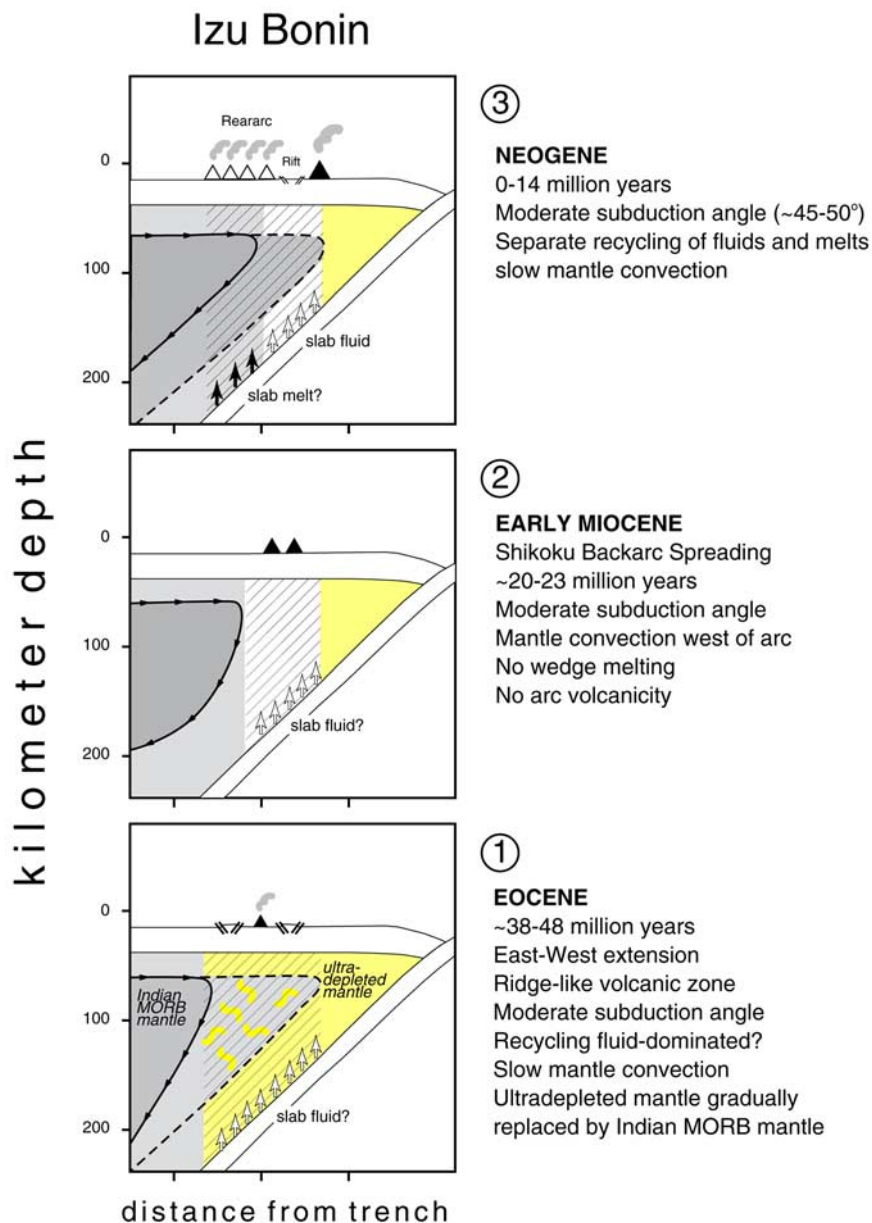 Izu Bonin
Reararc
Rift
0
100
200
slab fluid
slab melt?
3
NEOGENE
0-14 million years
Moderate subduction angle (~45-50°)
Separate recycling of fluids and melts
slow mantle convection
kilometer depth
0
100
200
slab fluid?
2
EARLY MIOCENE
Shikoku Backarc Spreading
~20-23 million years
Moderate subduction angle
Mantle convection west of arc
No wedge melting
No arc volcanicity
0
100
200
Indian
MORB
mantle
ultra-
depleted
mantle
slab fluid?
1
EOCENE
~38-48 million years
East-West extension
Ridge-like volcanic zone
Moderate subduction angle
Recycling fluid-dominated?
Slow mantle convection
Ultradepleted mantle gradually
replaced by Indian MORB mantle
distance from trench